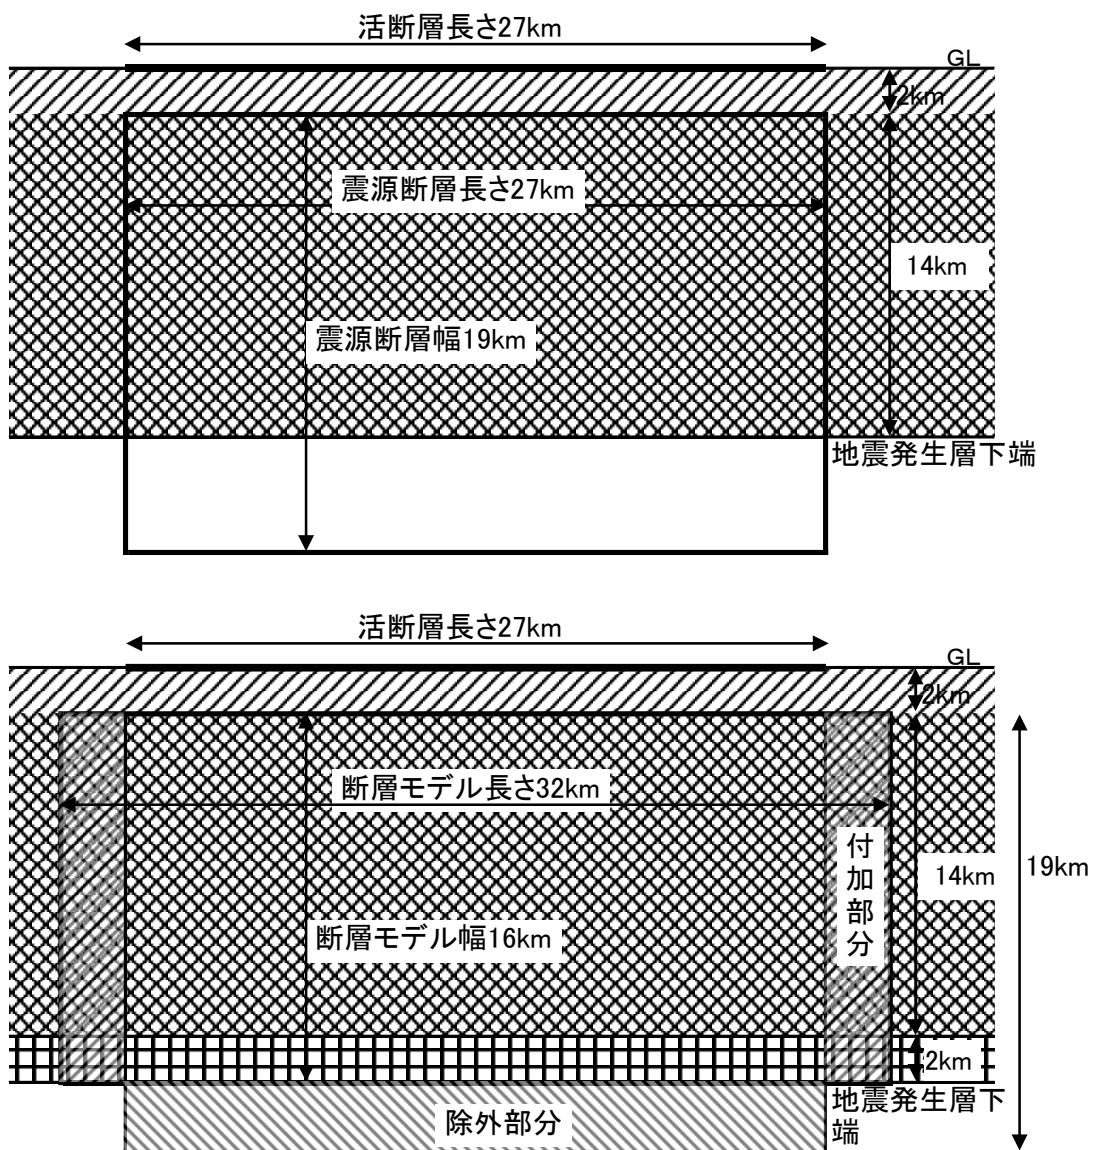 活断層長さ27km
GL
2km
震源断層長さ27km
14km
震源断層幅19km
地震発生層下端
活断層長さ27km
GL
2km
断層モデル長さ32km
付加部分
14km
19km
断層モデル幅16km
2km
地震発生層下
端
除外部分